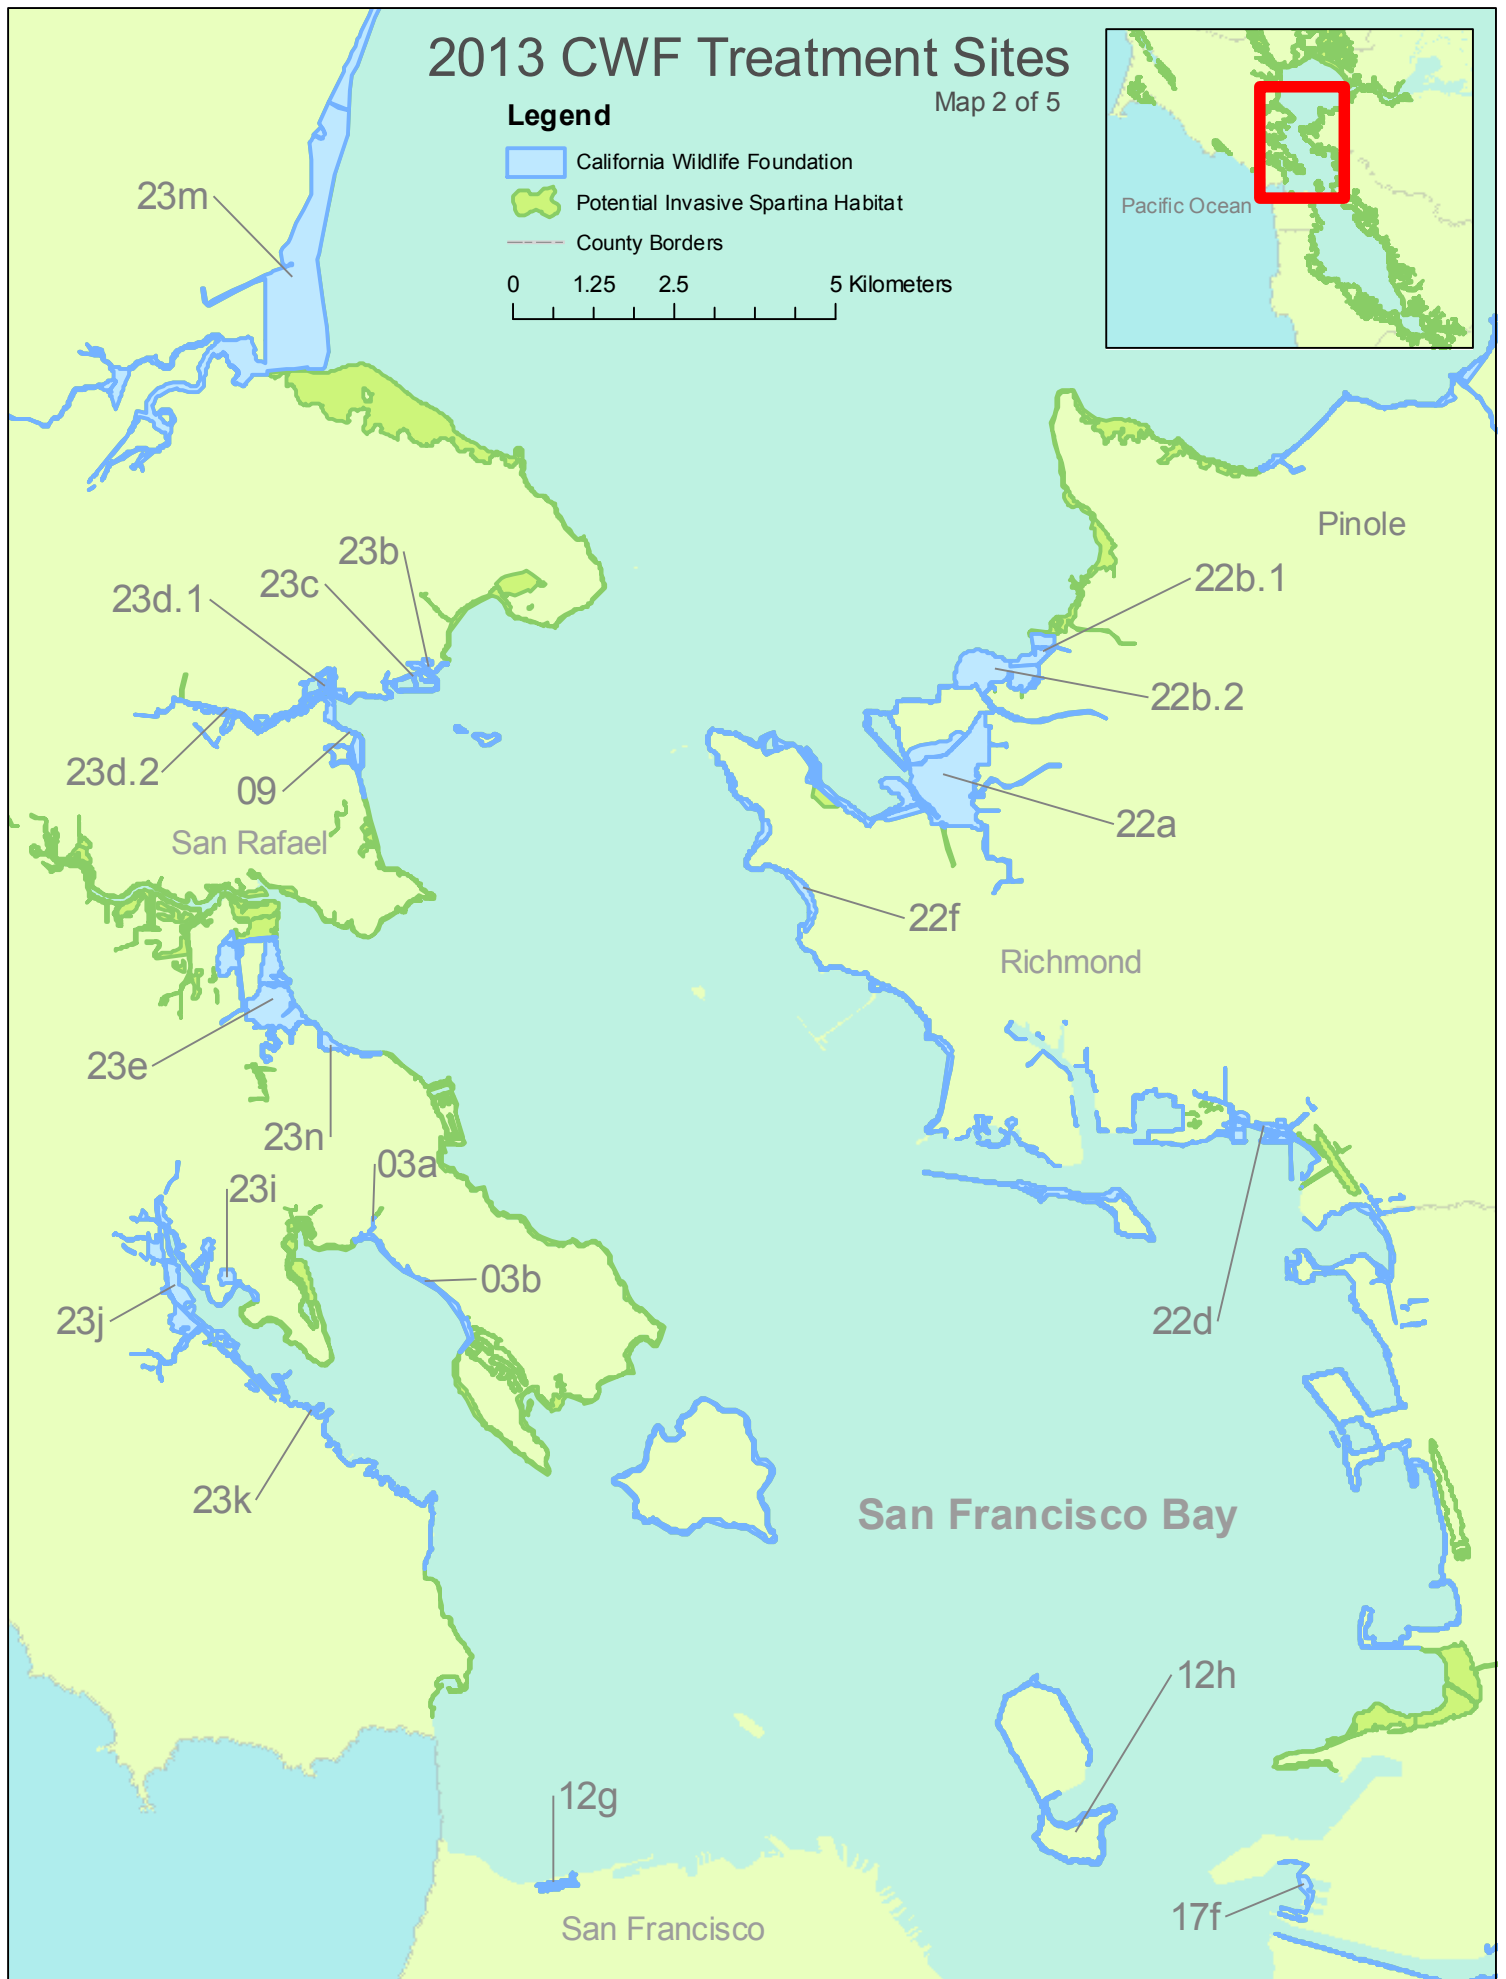 2013 CWF Treatment Sites
Map 2 of 5
Legend
California Wildlife Foundation
Potential Invasive Spartina Habitat
County Borders
0 1.25 2.5 5 Kilometers
Pacific Ocean
23m
Pinole
23b
23c
23d.1
22b.1
22b.2
23d.2
09
San Rafael
22a
22f
Richmond
23e
23n
03a
23i
03b
23j
22d
23k
San Francisco Bay
12h
12g
17f
San Francisco